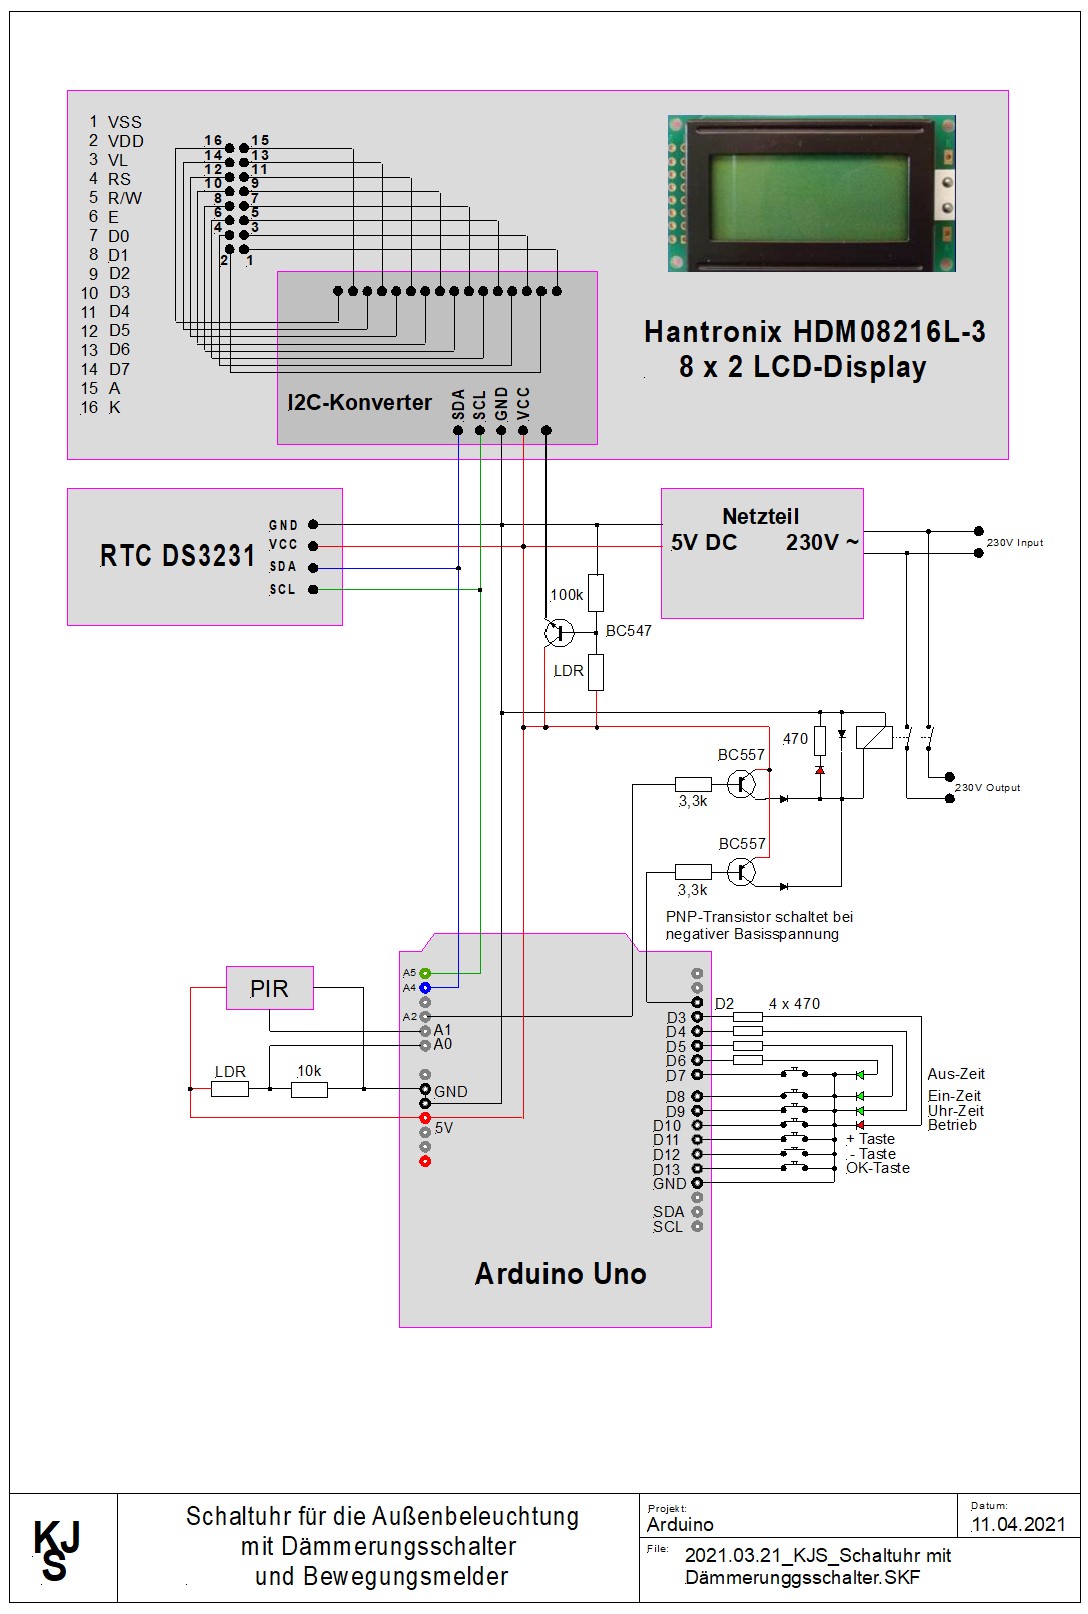 1 VSS
2 VDD
3 VL
4 RS
5 R/W
6 E
7 D0
8 D1
9 D2
10 D3
11 D4
12 D5
13 D6
14 D7
15 A
16 K
16 15
14 13
12 11
10 9
8 7
6 5
4 3
2 1
Hantronix HDM08216L-3
8 x 2 LCD-Display
I2C-Konverter
SDA
SCL
GND
VCC
RTC DS3231
GND
VCC
SDA
SCL
Netzteil
5V DC 230V ~
230V Input
100k
BC547
LDR
470
BC557
3,3k
230V Output
BC557
3,3k
PNP-Transistor schaltet bei
negativer Basisspannung
PIR
LDR
10k
A5
A4
A2
A1
A0
GND
5V
D2 4 x 470
D3
D4
D5
D6
D7 Aus-Zeit
D8 Ein-Zeit
D9 Uhr-Zeit
D10 Betrieb
D11 + Taste
D12 - Taste
D13 OK-Taste
GND
SDA
SCL
Arduino Uno
KJS
Schaltuhr für die Außenbeleuchtung
mit Dämmerungsschalter
und Bewegungsmelder
Projekt:
Arduino
Datum:
11.04.2021
File:
2021.03.21_KJS_Schaltuhr mit
Dämmerunggsschalter.SKF